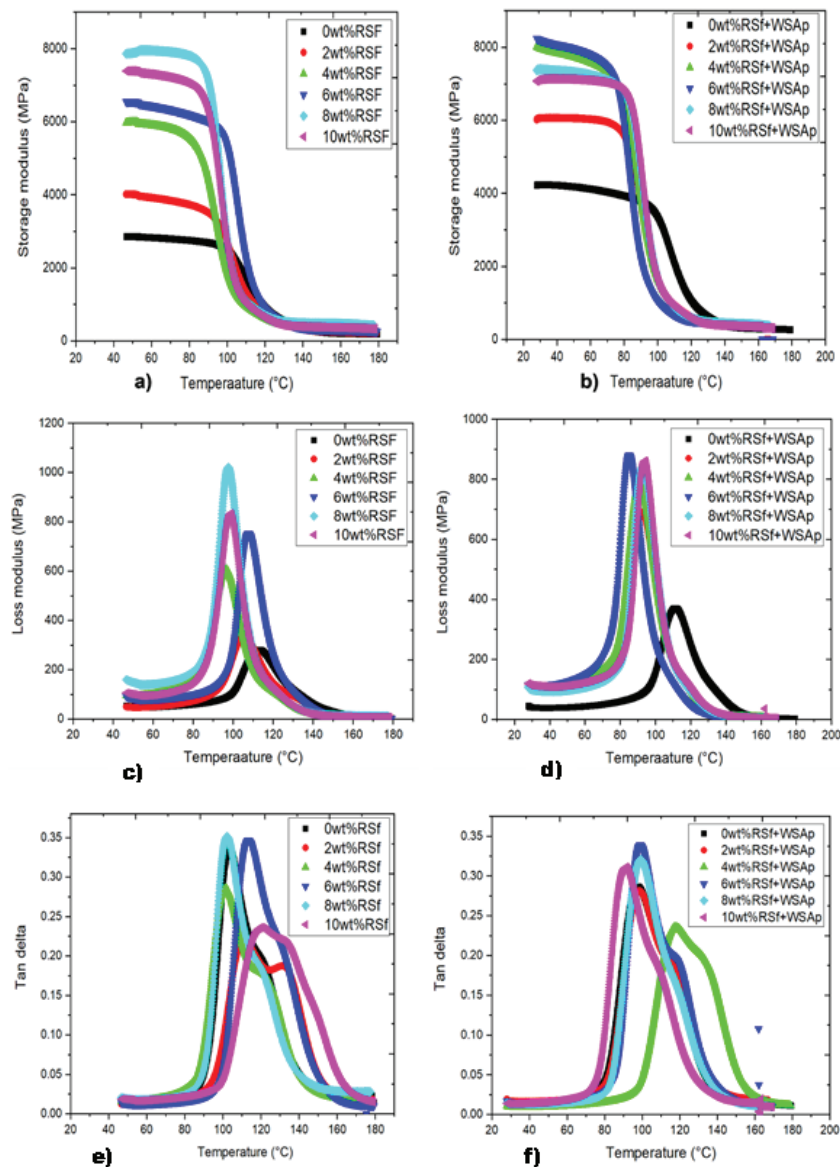 Storage modulus (MPa)
8000
6000
4000
2000
0
0wt%RSF
2wt%RSF
4wt%RSF
6wt%RSF
8wt%RSF
10wt%RSF
20 40 60 80 100 120 140 160 180
a) Temperaature (°C)
Storage modulus (MPa)
8000
6000
4000
2000
0
0wt%RSf+WSAp
2wt%RSf+WSAp
4wt%RSf+WSAp
6wt%RSf+WSAp
8wt%RSf+WSAp
10wt%RSf+WSAp
20 40 60 80 100 120 140 160 180 200
b) Temperaature (°C)
Loss modulus (MPa)
1200
1000
800
600
400
200
0
0wt%RSF
2wt%RSF
4wt%RSF
6wt%RSF
8wt%RSF
10wt%RSF
20 40 60 80 100 120 140 160 180
Temperaature (°C)
c)
Loss modulus (MPa)
1000
800
600
400
200
0
0wt%RSf+WSAp
2wt%RSf+WSAp
4wt%RSf+WSAp
6wt%RSf+WSAp
8wt%RSf+WSAp
10wt%RSf+WSAp
20 40 60 80 100 120 140 160 180 200
Temperaature (°C)
d)
Tan delta
0.35
0.30
0.25
0.20
0.15
0.10
0.05
0.00
0wt%RSf
2wt%RSf
4wt%RSf
6wt%RSf
8wt%RSf
10wt%RSf
20 40 60 80 100 120 140 160 180
Temperature (°C)
e)
Tan delta
0.35
0.30
0.25
0.20
0.15
0.10
0.05
0.00
0wt%RSf+WSAp
2wt%RSf+WSAp
4wt%RSf+WSAp
6wt%RSf+WSAp
8wt%RSf+WSAp
10wt%RSf+WSAp
20 40 60 80 100 120 140 160 180 200
Temperature (°C)
f)